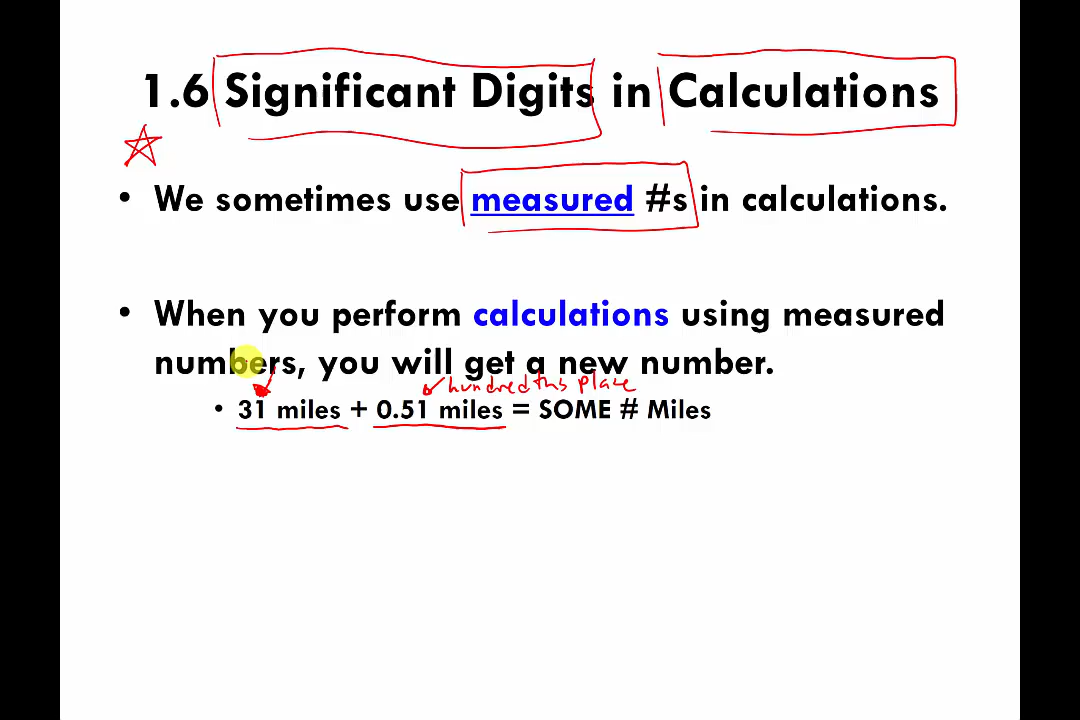 1.6 Significant Digits in Calculations
• We sometimes use measured #s in calculations.
• When you perform calculations using measured
numbers, you will get a new number.
hundredths place
• 31 miles + 0.51 miles = SOME # Miles